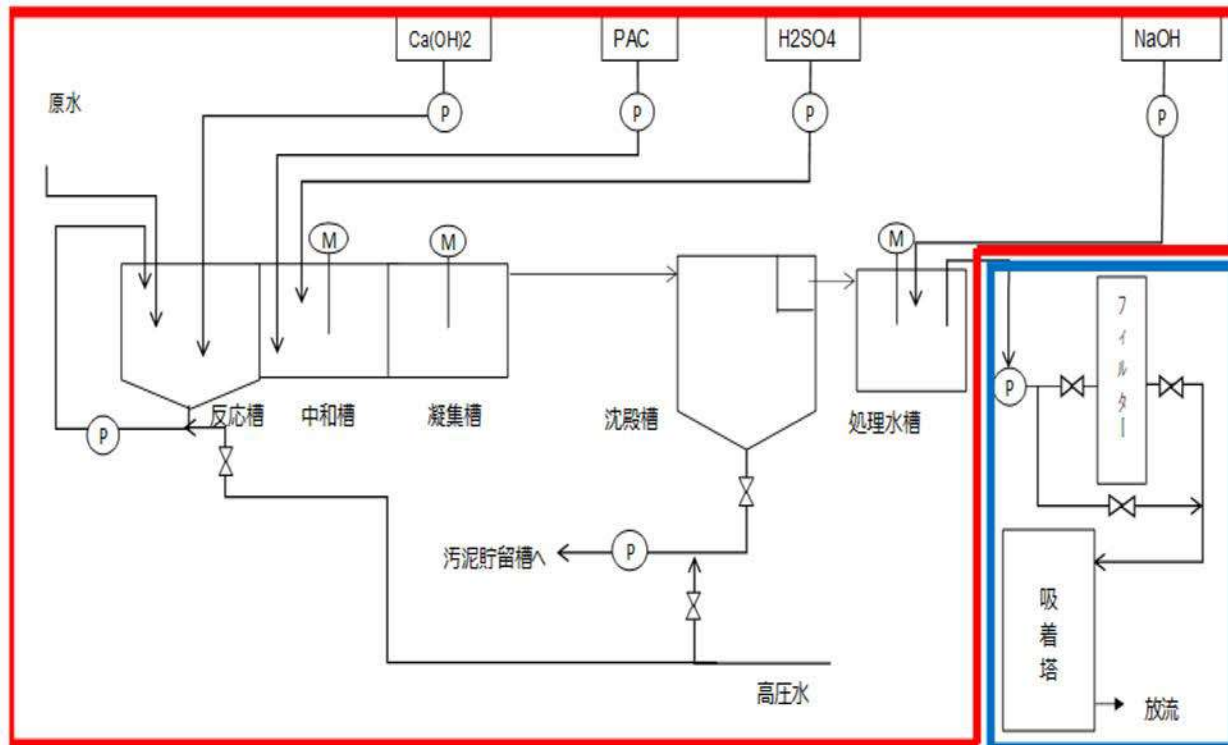 Ca(OH)2
PAC
H2SO4
NaOH
P
P
P
P
原水
M
M
M
反応槽
中和槽
凝集槽
沈殿槽
処理水槽
P
P
フィルター
汚泥貯留槽へ
P
高圧水
吸着塔
放流